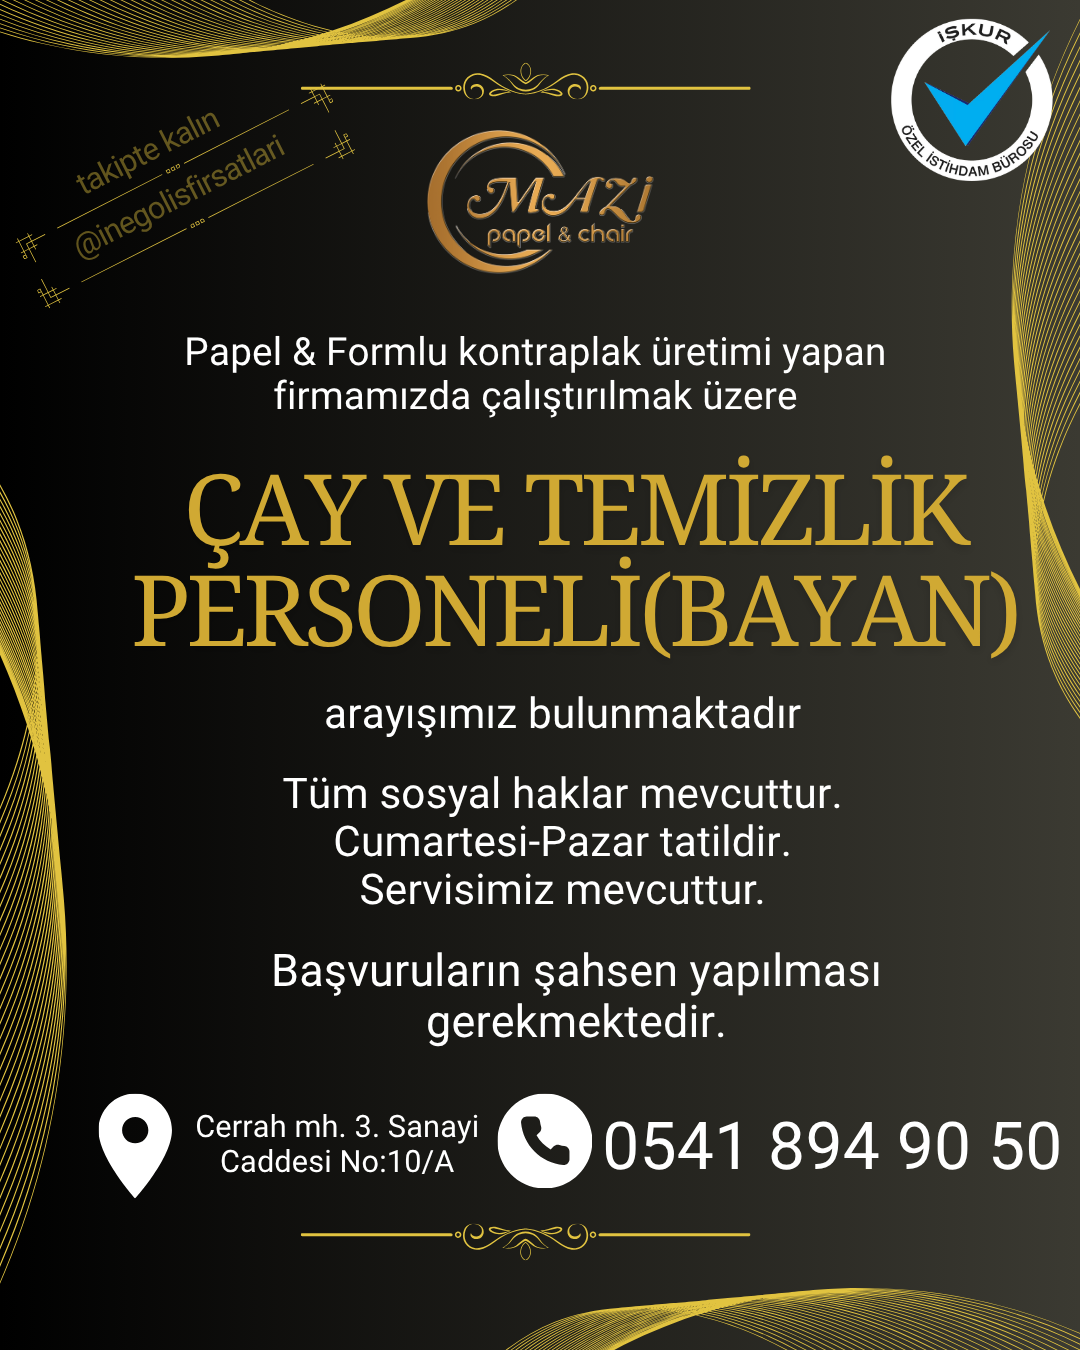 İŞKUR
ÖZEL İSTİHDAM BÜROSU
takipte kalın
@inegolisfirsatlari
MAZİ
papel & chair
Papel & Formlu kontraplak üretimi yapan
firmamızda çalıştırılmak üzere
ÇAY VE TEMİZLİK
PERSONELİ(BAYAN)
arayışımız bulunmaktadır
Tüm sosyal haklar mevcuttur.
Cumartesi-Pazar tatildir.
Servisimiz mevcuttur.
Başvuruların şahsen yapılması
gerekmektedir.
Cerrah mh. 3. Sanayi
Caddesi No:10/A
0541 894 90 50